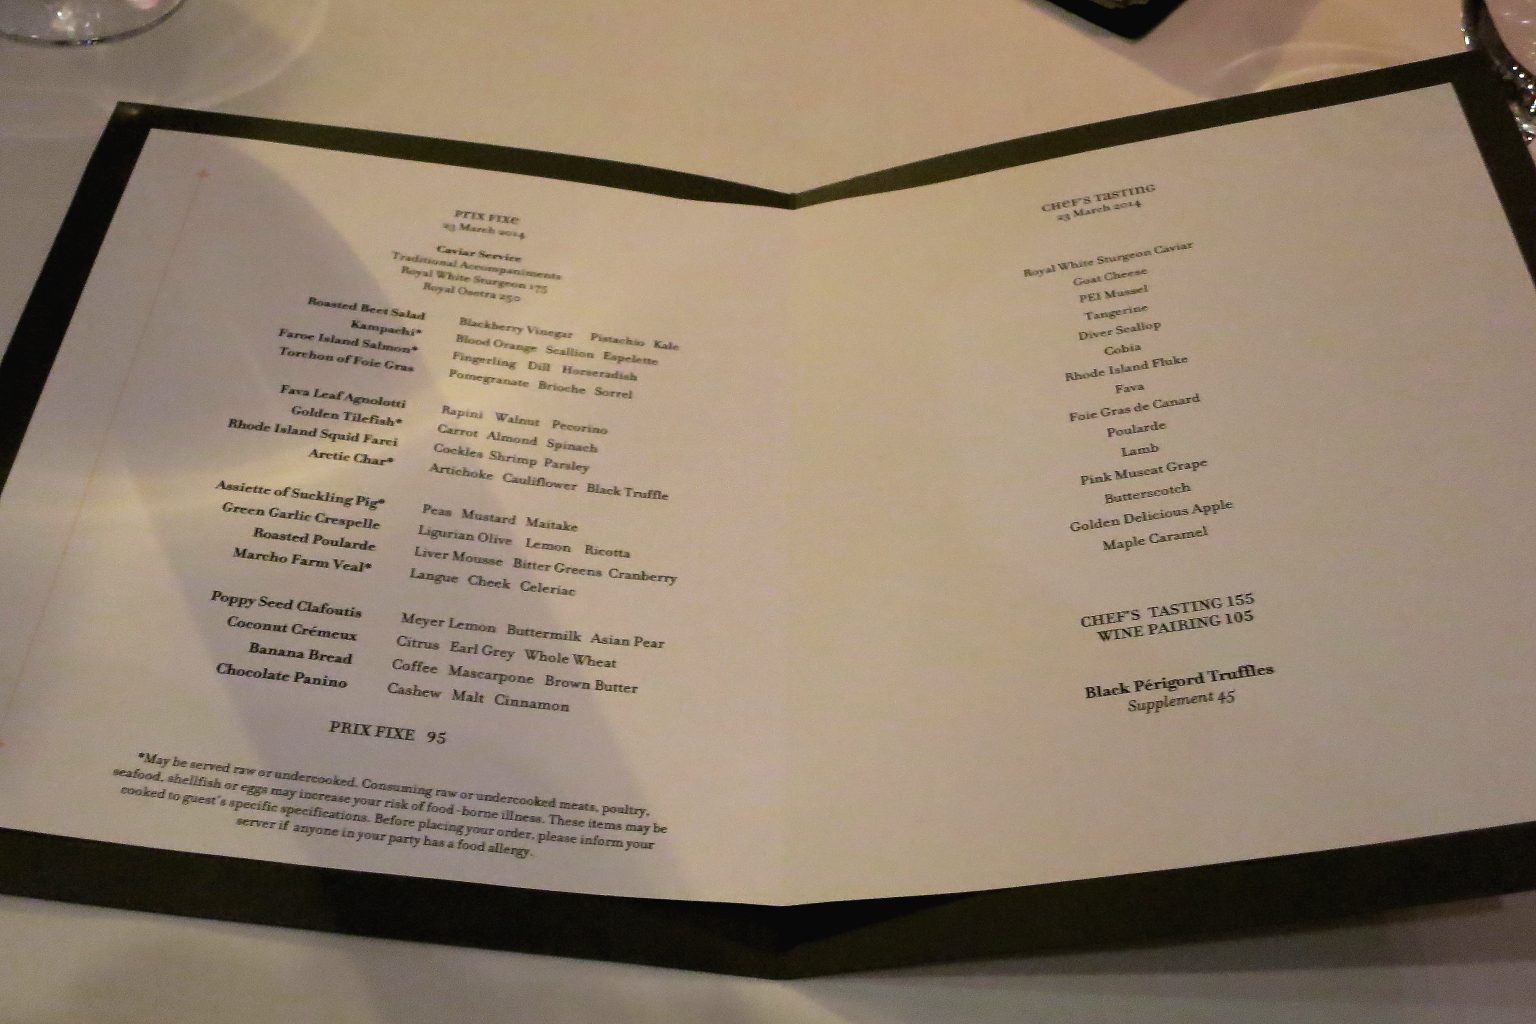 PRIX FIXE
23 March 2014
Caviar Service
Traditional Accompaniments
Royal White Sturgeon 175
Royal Osetra 250
Roasted Beet Salad Blackberry Vinegar Pistachio Kale
Kampachi* Blood Orange Scallion Espelette
Faroe Island Salmon* Fingerling Dill Horseradish
Torchon of Foie Gras Pomegranate Brioche Sorrel
Fava Leaf Agnolotti Rapini Walnut Pecorino
Golden Tilefish* Carrot Almond Spinach
Rhode Island Squid Farci Cockles Shrimp Parsley
Arctic Char* Artichoke Cauliflower Black Truffle
Assiette of Suckling Pig* Peas Mustard Maitake
Green Garlic Crespelle Ligurian Olive Lemon Ricotta
Roasted Poularde Liver Mousse Bitter Greens Cranberry
Marcho Farm Veal* Langue Cheek Celeriac
Poppy Seed Clafoutis Meyer Lemon Buttermilk Asian Pear
Coconut Crémeux Citrus Earl Grey Whole Wheat
Banana Bread Coffee Mascarpone Brown Butter
Chocolate Panino Cashew Malt Cinnamon
PRIX FIXE 95
*May be served raw or undercooked. Consuming raw or undercooked meats, poultry,
seafood, shellfish or eggs may increase your risk of food -borne illness. These items may be
cooked to guest's specific specifications. Before placing your order, please inform your
server if anyone in your party has a food allergy.
CHEF'S TASTING
23 March 2014
Royal White Sturgeon Caviar
Goat Cheese
PEI Mussel
Tangerine
Diver Scallop
Cobia
Rhode Island Fluke
Fava
Foie Gras de Canard
Poularde
Lamb
Pink Muscat Grape
Butterscotch
Golden Delicious Apple
Maple Caramel
CHEF'S TASTING 155
WINE PAIRING 105
Black Périgord Truffles
Supplement 45